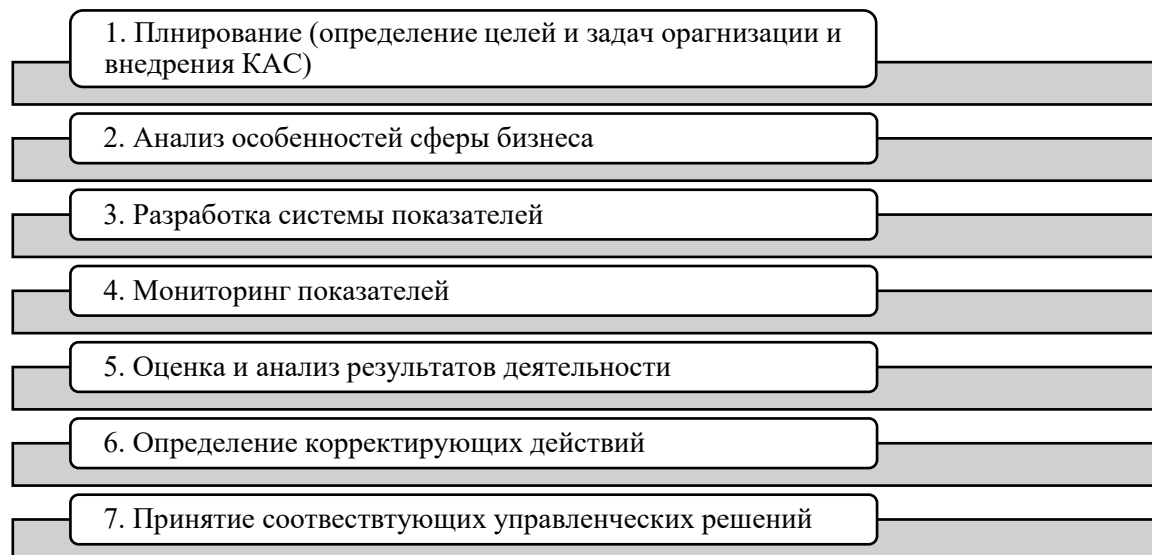 1. Плнирование (определение целей и задач орагнизации и
внедрения КАС)
2. Анализ особенностей сферы бизнеса
3. Разработка системы показателей
4. Мониторинг показателей
5. Оценка и анализ результатов деятельности
6. Определение корректирующих действий
7. Принятие соотвествтующих управленческих решений